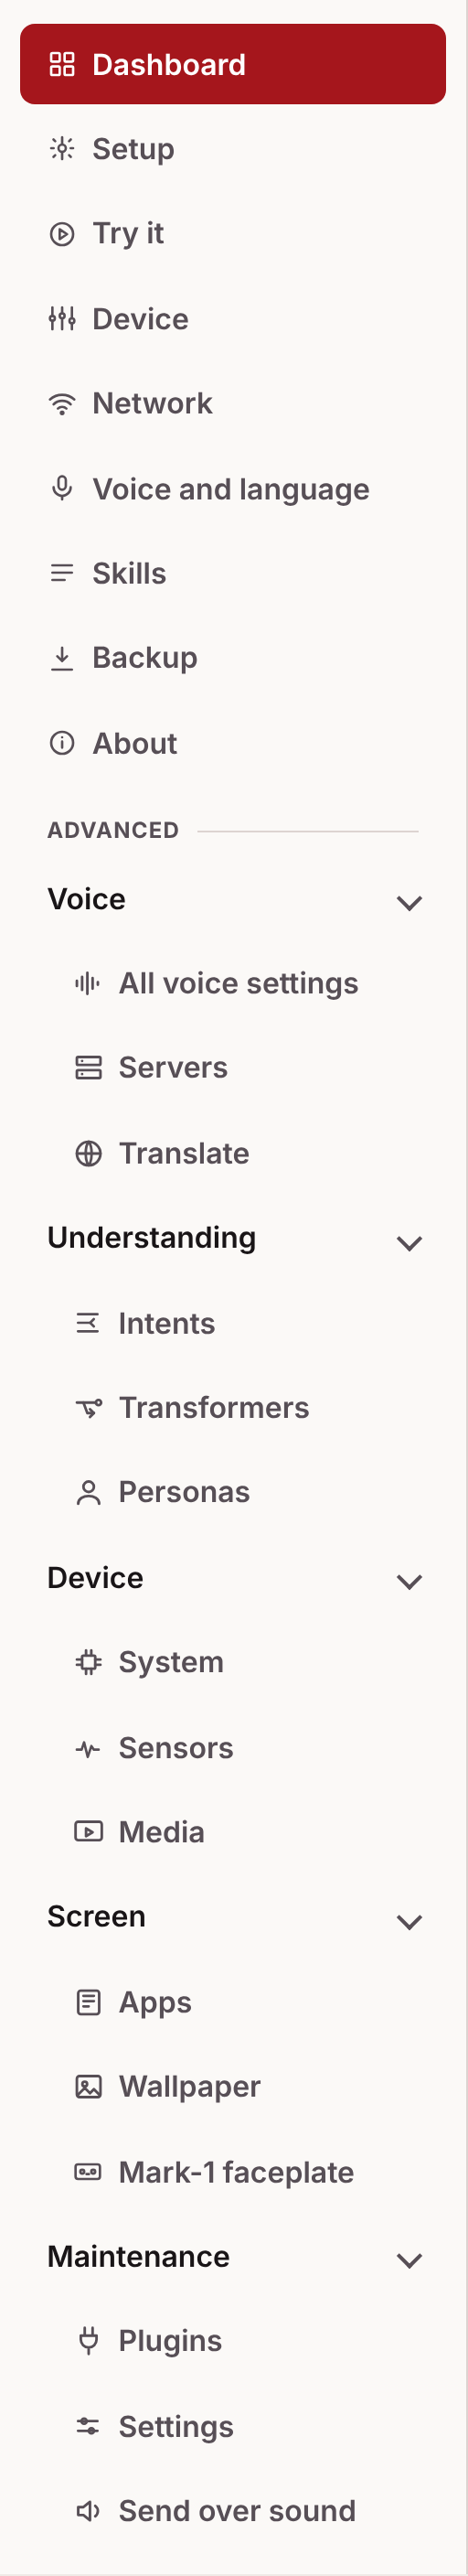 Dashboard
Setup
Try it
Device
Network
Voice and language
Skills
Backup
About
ADVANCED
Voice
All voice settings
Servers
Translate
Understanding
Intents
Transformers
Personas
Device
System
Sensors
Media
Screen
Apps
Wallpaper
Mark-1 faceplate
Maintenance
Plugins
Settings
Send over sound